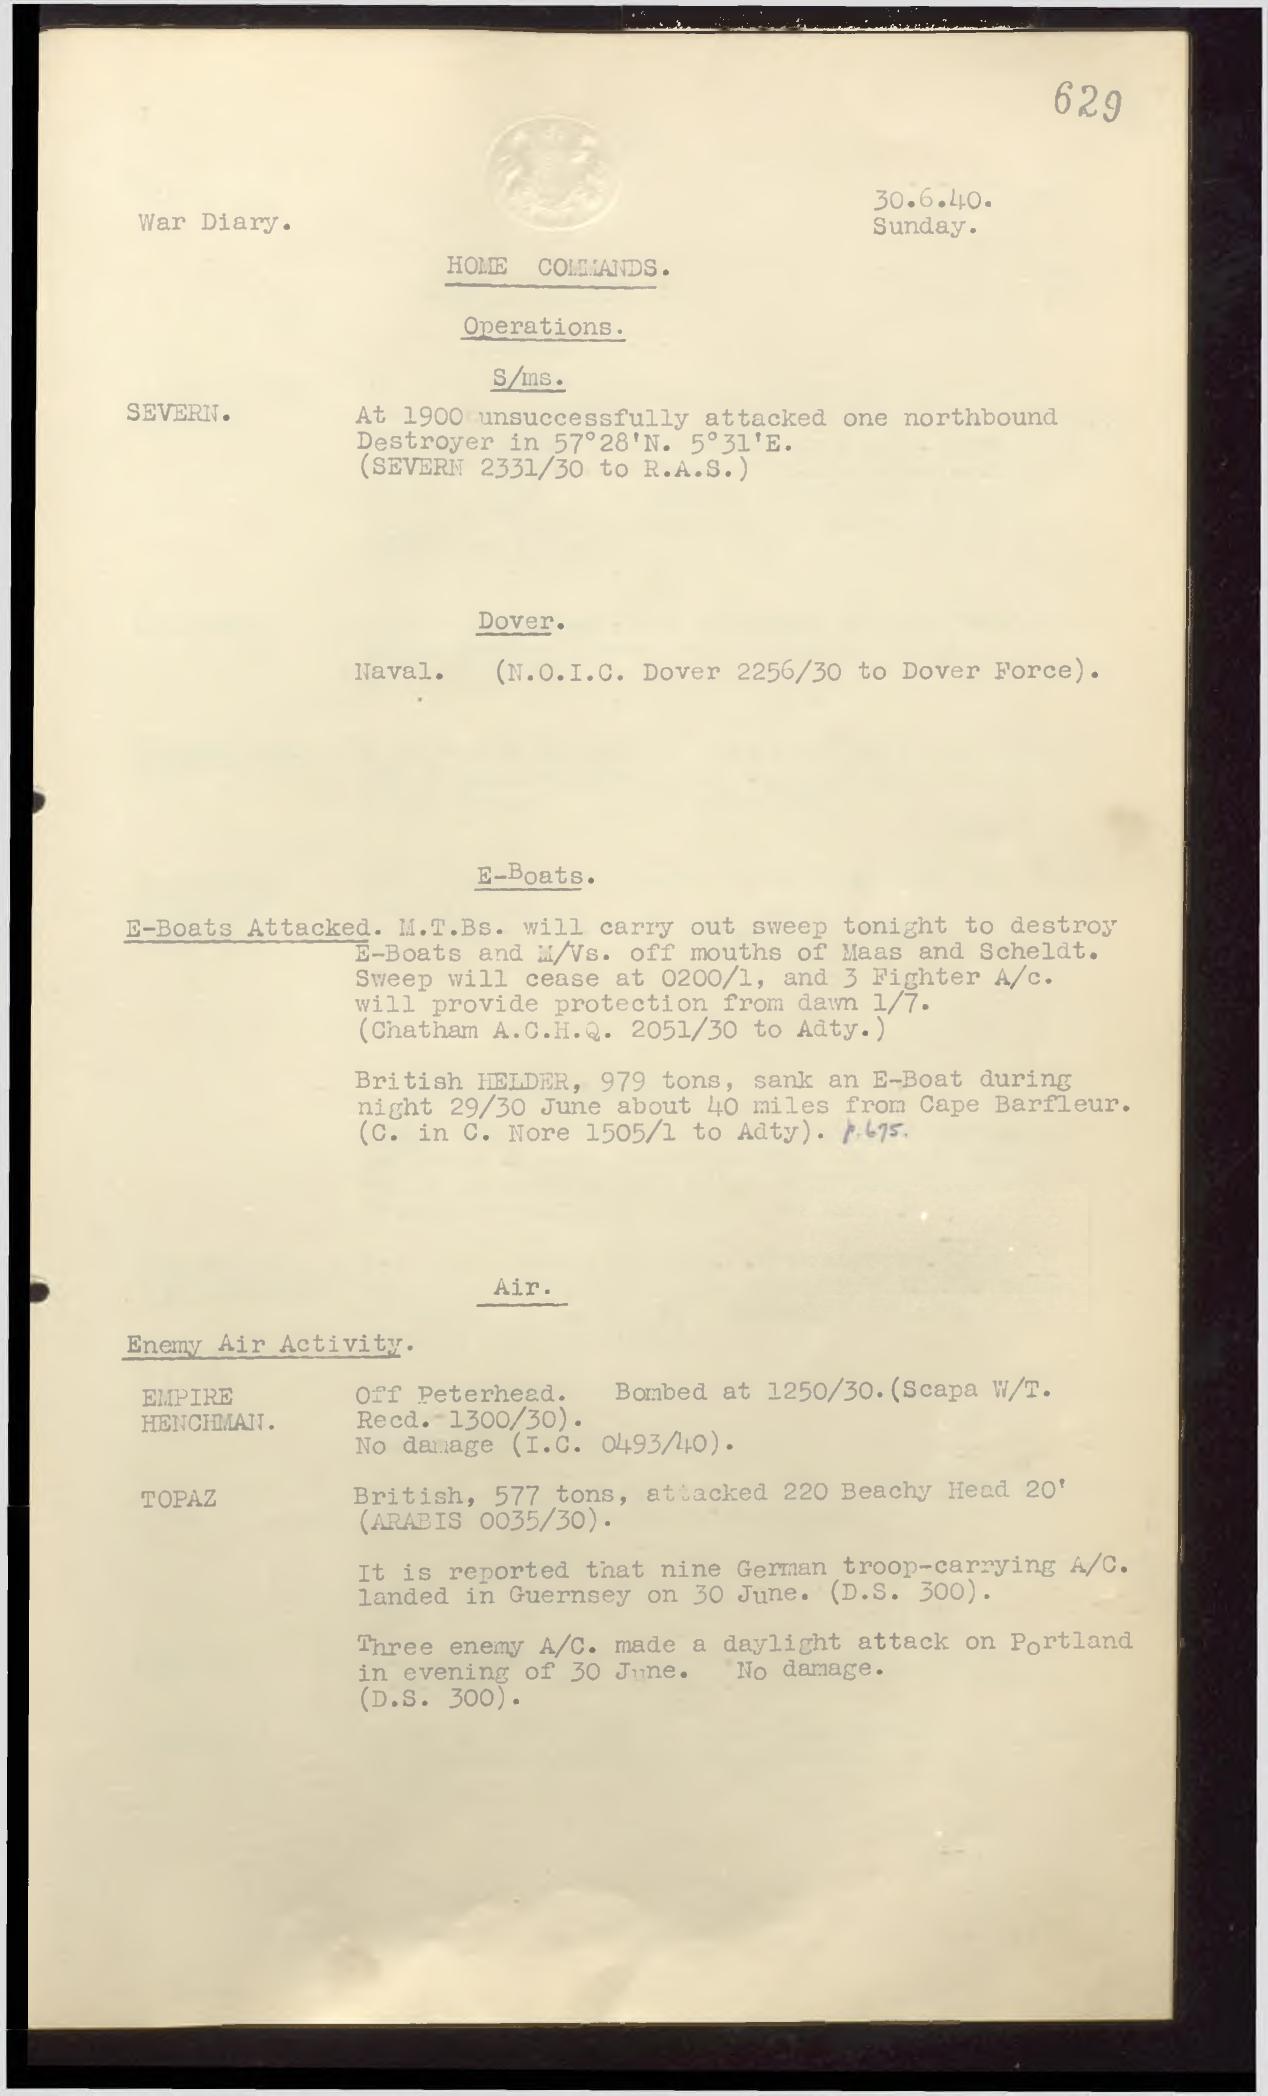 629
War Diary.
30.6.40.
Sunday.
HOME COMMANDS.
Operations.
S/ms.
SEVERN. At 1900 unsuccessfully attacked one northbound
Destroyer in 57°28'N. 5°31'E.
(SEVERN 2331/30 to R.A.S.)
Dover.
Naval. (N.O.I.C. Dover 2256/30 to Dover Force).
E-Boats.
E-Boats Attacked. M.T.Bs. will carry out sweep tonight to destroy
E-Boats and M/Vs. off mouths of Maas and Scheldt.
Sweep will cease at 0200/1, and 3 Fighter A/c.
will provide protection from dawn 1/7.
(Chatham A.C.H.Q. 2051/30 to Adty.)
British HELDER, 979 tons, sank an E-Boat during
night 29/30 June about 40 miles from Cape Barfleur.
(C. in C. Nore 1505/1 to Adty). p.675.
Air.
Enemy Air Activity.
EMPIRE Off Peterhead. Bombed at 1250/30.(Scapa W/T.
HENCHMAN. Recd. 1300/30).
No damage (I.C. 0493/40).
TOPAZ British, 577 tons, attacked 220 Beachy Head 20'
(ARABIS 0035/30).
It is reported that nine German troop-carrying A/C.
landed in Guernsey on 30 June. (D.S. 300).
Three enemy A/C. made a daylight attack on Portland
in evening of 30 June. No damage.
(D.S. 300).